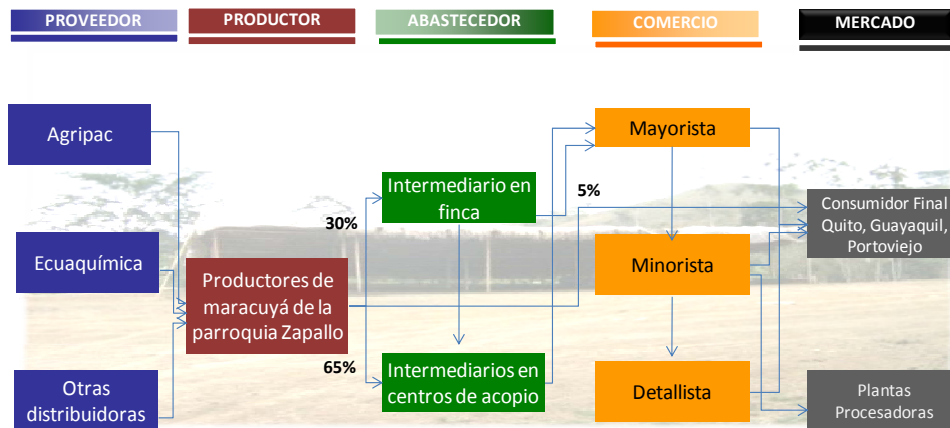 PROVEEDOR
PRODUCTOR
ABASTECEDOR
COMERCIO
MERCADO
Agripac
Ecuaquímica
Otras
distribuidoras
Productores de
maracuyá de la
parroquia Zapallo
30%
65%
Intermediario en
finca
Intermediarios en
centros de acopio
5%
Mayorista
Minorista
Detallista
Consumidor Final
Quito, Guayaquil,
Portoviejo
Plantas
Procesadoras